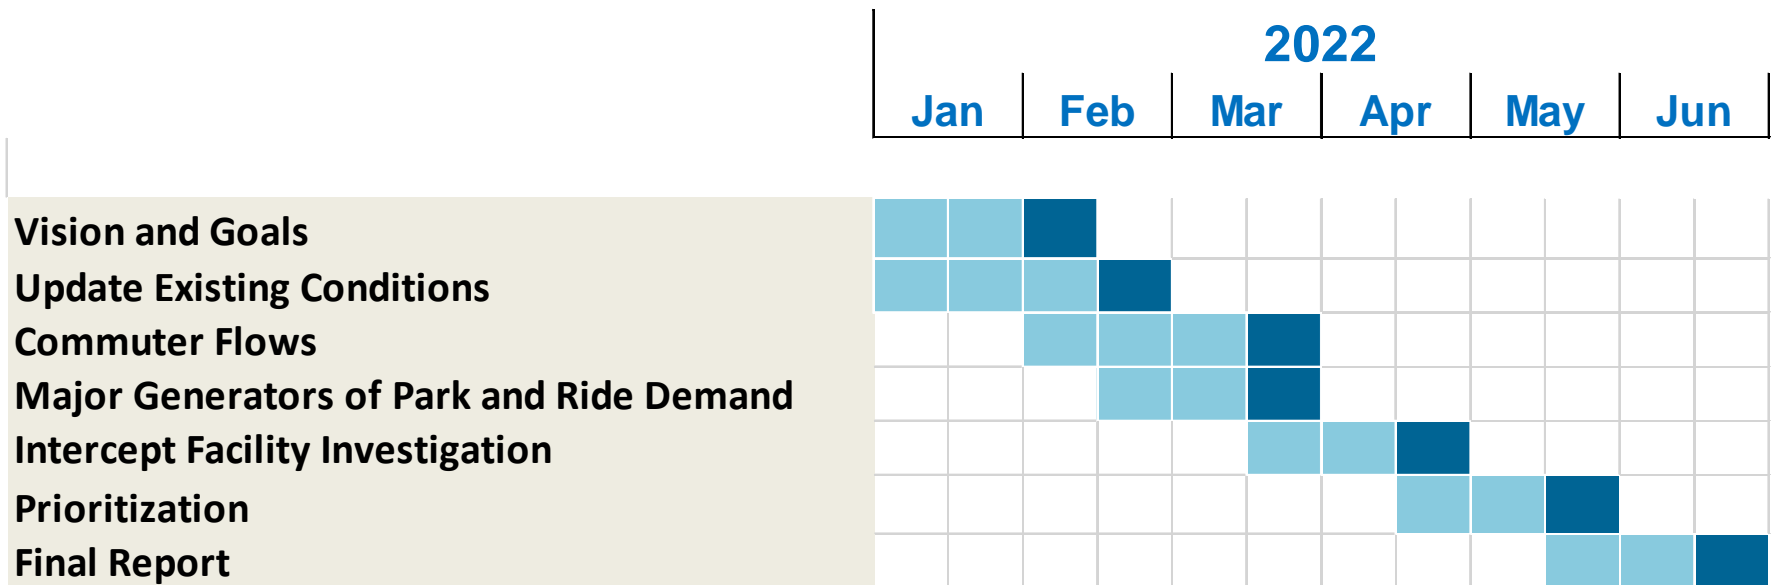 2022
Jan Feb Mar Apr May Jun
Vision and Goals
Update Existing Conditions
Commuter Flows
Major Generators of Park and Ride Demand
Intercept Facility Investigation
Prioritization
Final Report